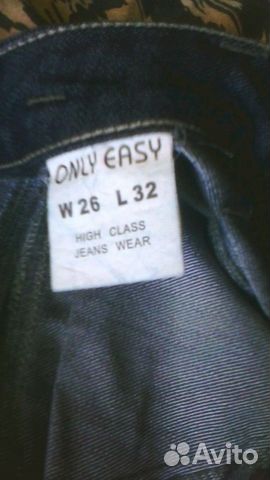 ONLY EASY
W 26 L 32
HIGH CLASS
JEANS WEAR
Avito